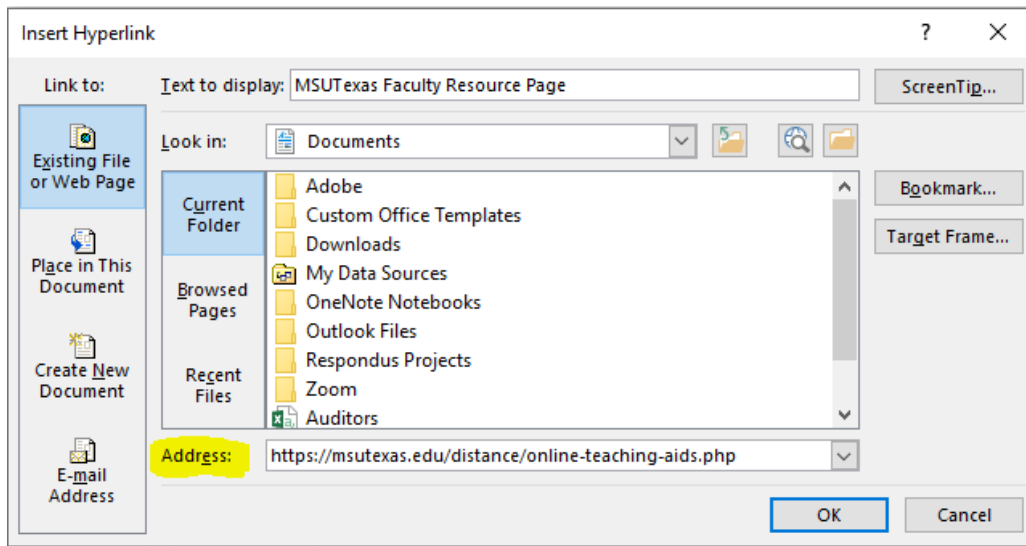 Insert Hyperlink
?
Link to:
Text to display: MSUTexas Faculty Resource Page
ScreenTip...
Existing File
or Web Page
Look in: Documents
Current
Folder
Adobe
Custom Office Templates
Downloads
My Data Sources
OneNote Notebooks
Outlook Files
Respondus Projects
Zoom
Auditors
Bookmark...
Target Frame...
Place in This
Document
Browsed
Pages
Create New
Document
Recent
Files
E-mail
Address
Address: https://msutexas.edu/distance/online-teaching-aids.php
OK Cancel